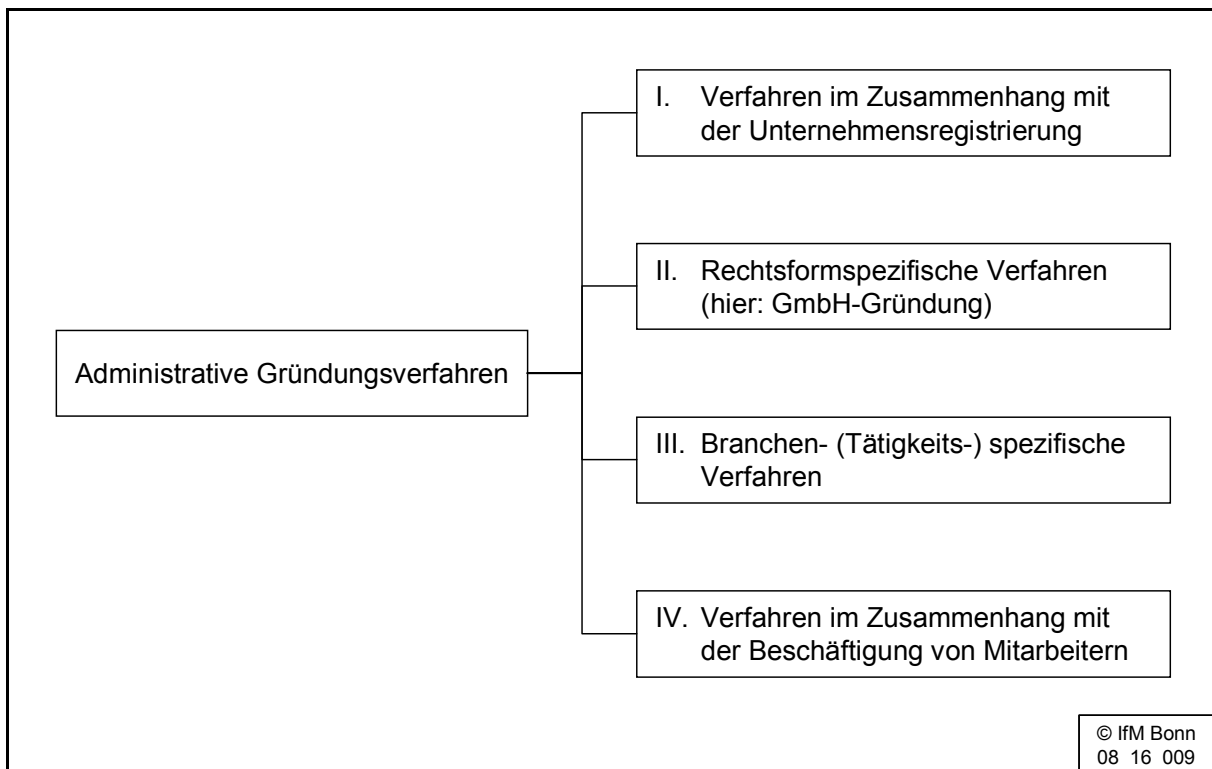 I. Verfahren im Zusammenhang mit
der Unternehmensregistrierung
II. Rechtsformspezifische Verfahren
(hier: GmbH-Gründung)
Administrative Gründungsverfahren
III. Branchen- (Tätigkeits-) spezifische
Verfahren
IV. Verfahren im Zusammenhang mit
der Beschäftigung von Mitarbeitern
© IfM Bonn
08 16 009